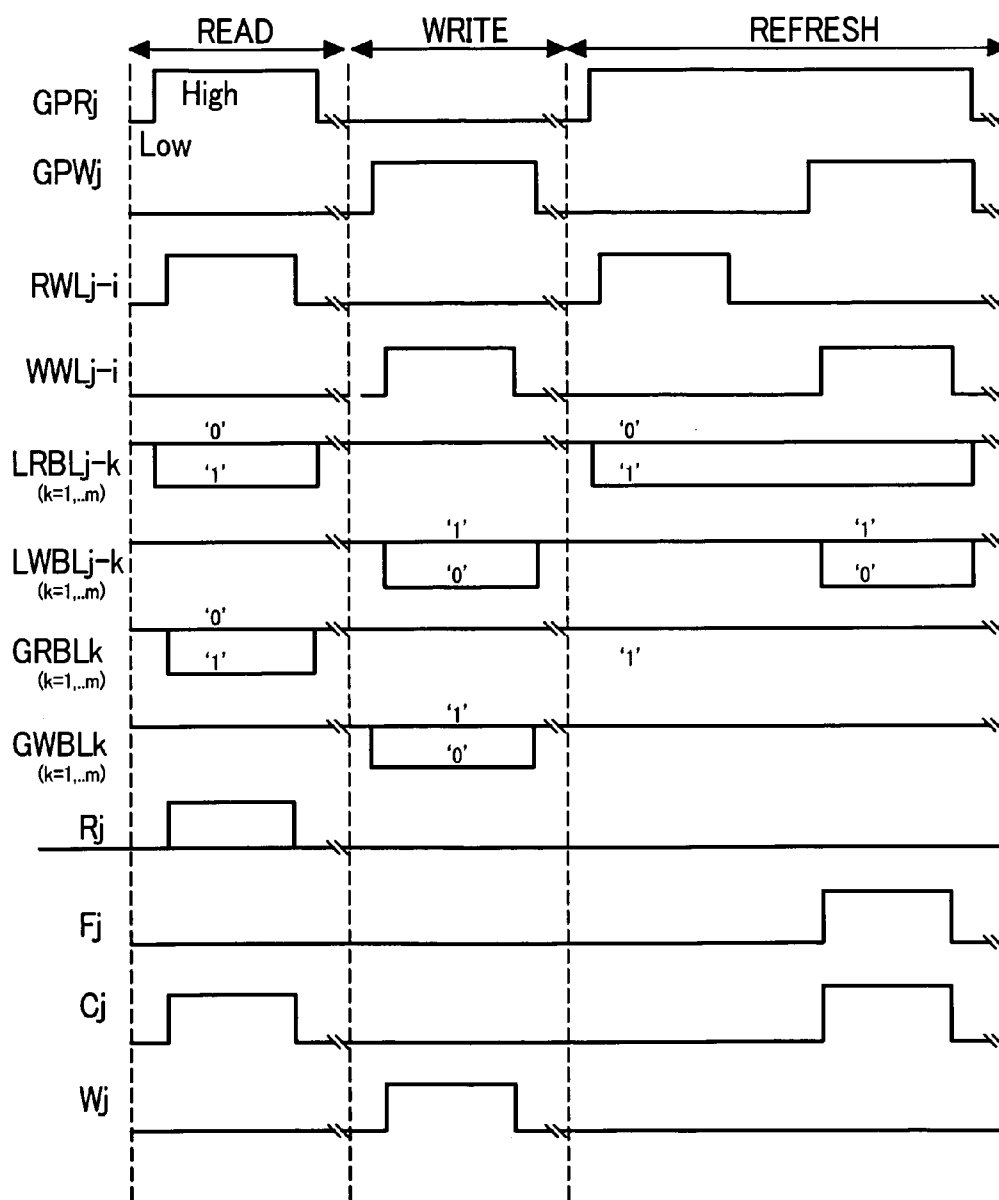 READ WRITE REFRESH
GPRj High
Low
GPWj
RWLj-i
WWLj-i
‘0’ ‘0’
LRBLj-k ‘1’ ‘1’
(k=1,..m)
‘1’ ‘1’
LWBLj-k ‘0’ ‘0’
(k=1,..m)
‘0’
GRBLk ‘1’ ‘1’
(k=1,..m)
‘1’
GWBLk ‘0’
(k=1,..m)
Rj
Fj
Cj
Wj